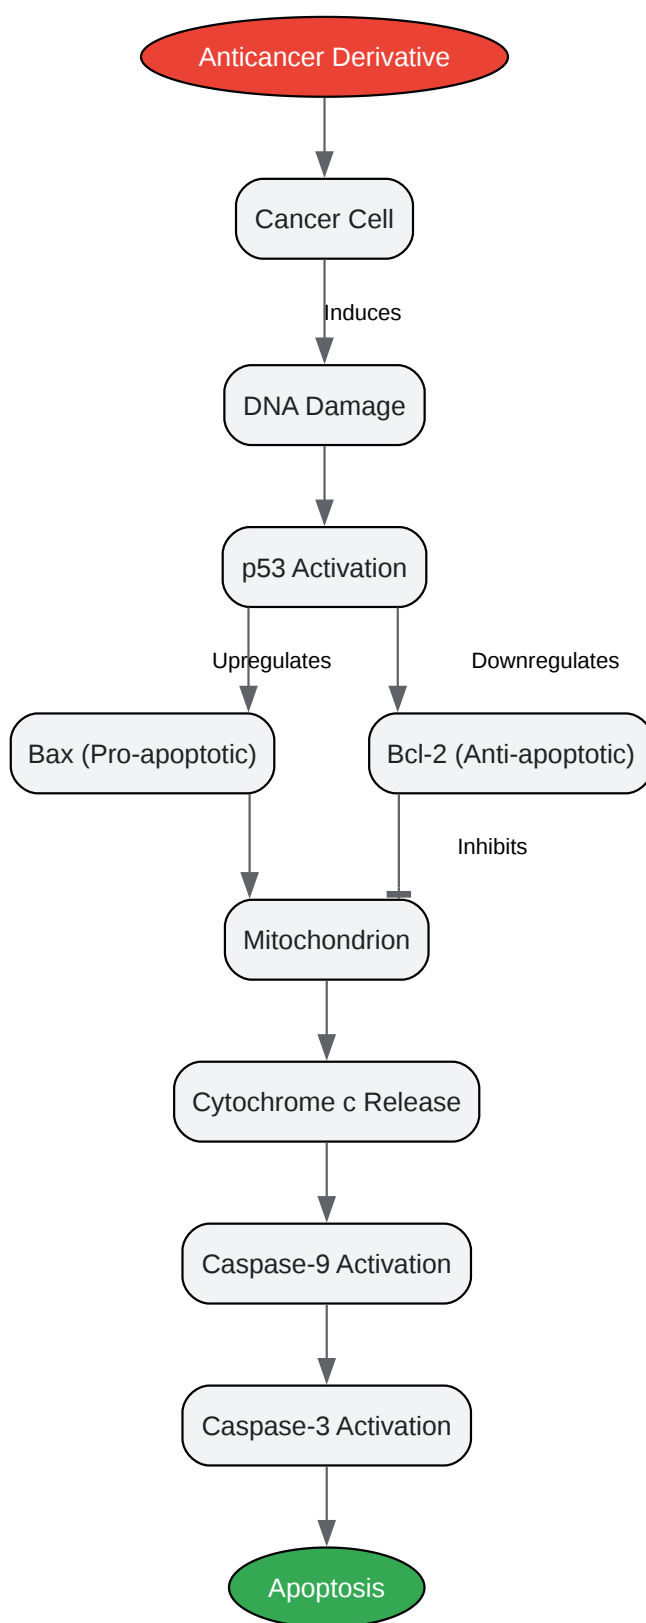 Anticancer Derivative
Cancer Cell
Induces
DNA Damage
p53 Activation
Upregulates
Downregulates
Bax (Pro-apoptotic)
Bcl-2 (Anti-apoptotic)
Inhibits
Mitochondrion
Cytochrome c Release
Caspase-9 Activation
Caspase-3 Activation
Apoptosis